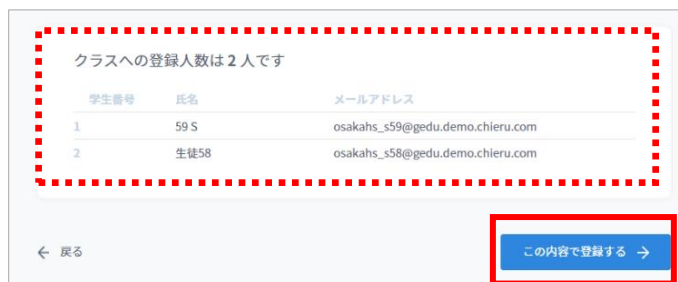 クラスへの登録人数は 2 人です
学生番号 氏名 メールアドレス
1 59 S osakahs_s59@gedu.demo.chieru.com
2 生徒58 osakahs_s58@gedu.demo.chieru.com
← 戻る この内容で登録する →